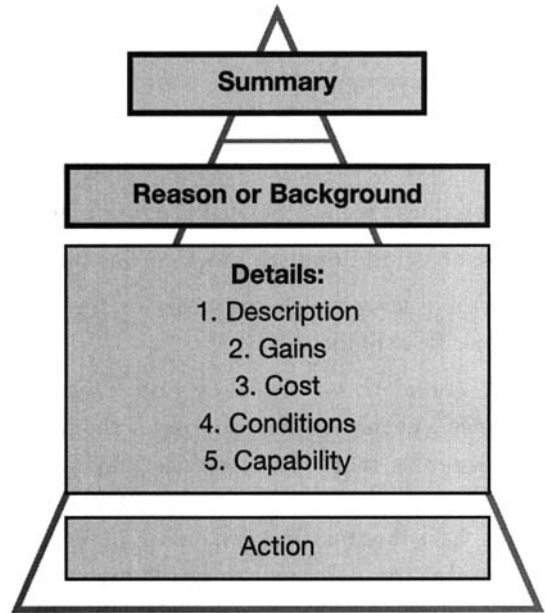 Summary
Reason or Background
Details:
1. Description
2. Gains
3. Cost
4. Conditions
5. Capability
Action